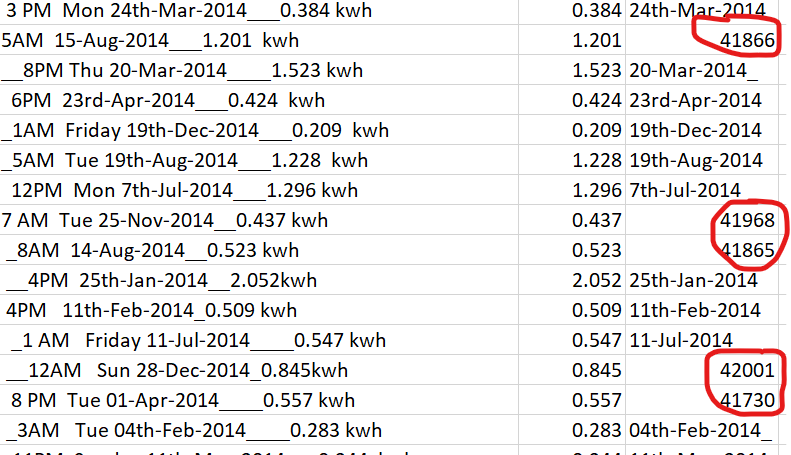 3 PM Mon 24th-Mar-2014___0.384 kwh 0.384 24th-Mar-2014
5AM 15-Aug-2014___1.201 kwh 1.201 41866
__8PM Thu 20-Mar-2014____1.523 kwh 1.523 20-Mar-2014_
6PM 23rd-Apr-2014___0.424 kwh 0.424 23rd-Apr-2014
_1AM Friday 19th-Dec-2014___0.209 kwh 0.209 19th-Dec-2014
_5AM Tue 19th-Aug-2014___1.228 kwh 1.228 19th-Aug-2014
12PM Mon 7th-Jul-2014___1.296 kwh 1.296 7th-Jul-2014
7 AM Tue 25-Nov-2014__0.437 kwh 0.437 41968
_8AM 14-Aug-2014__0.523 kwh 0.523 41865
__4PM 25th-Jan-2014__2.052kwh 2.052 25th-Jan-2014
4PM 11th-Feb-2014_0.509 kwh 0.509 11th-Feb-2014
_1 AM Friday 11-Jul-2014____0.547 kwh 0.547 11-Jul-2014
__12AM Sun 28-Dec-2014_0.845kwh 0.845 42001
8 PM Tue 01-Apr-2014____0.557 kwh 0.557 41730
_3AM Tue 04th-Feb-2014____0.283 kwh 0.283 04th-Feb-2014_